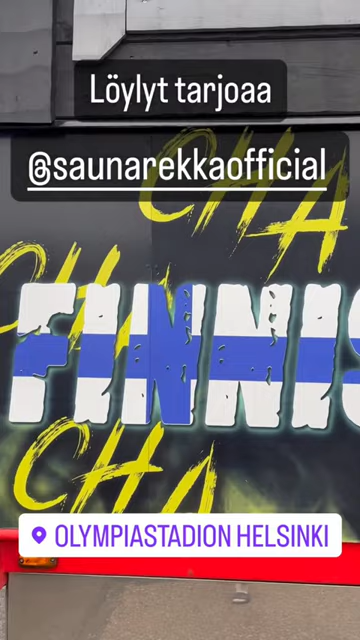 Löylyt tarjoaa
@saunarekkaofficial
CHA
CHA
FINNIS
CHA
OLYMPIASTADION HELSINKI